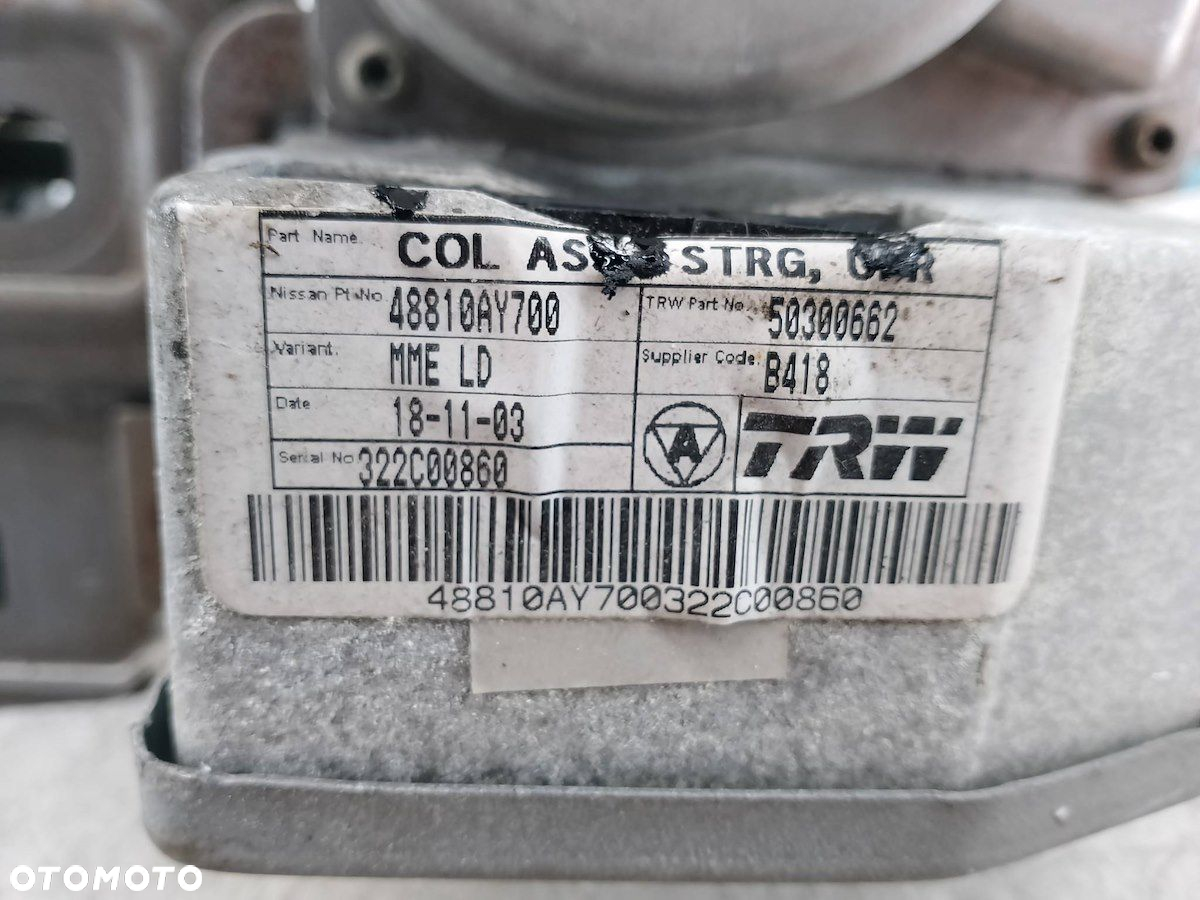 Part Name. COL STRG,
Nissan Pt No. 48810AY700 TRW Part No. 50300662
Variant. MME LD Supplier Code. B418
Date 18-11-03 A TRW
Serial No 322C00860
48810AY700322C00860
OTOMOTO